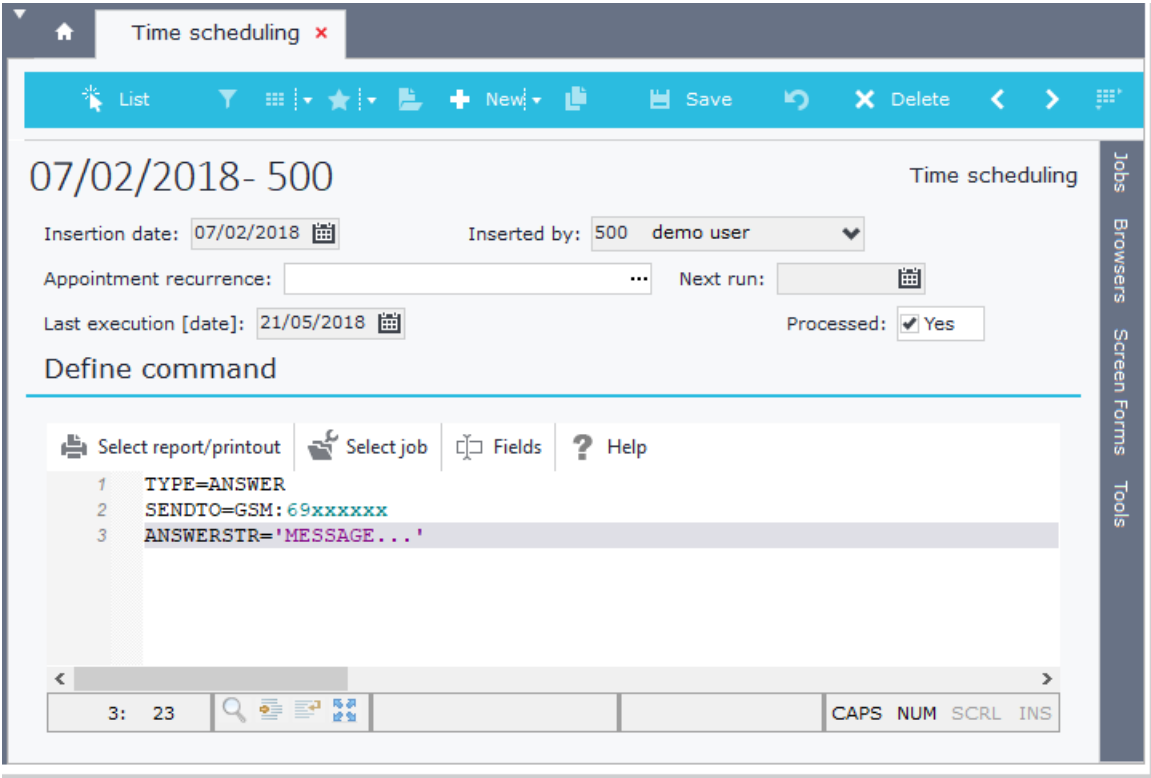 Time scheduling ×
List New Save Delete
07/02/2018- 500 Time scheduling
Insertion date: 07/02/2018 Inserted by: 500 demo user
Appointment recurrence: ... Next run:
Last execution [date]: 21/05/2018 Processed: Yes
Define command
Select report/printout Select job Fields ? Help
1 TYPE=ANSWER
2 SENDTO=GSM:69xxxxxx
3 ANSWERSTR='MESSAGE...'
3: 23 CAPS NUM SCRL INS
Jobs
Browsers
Screen Forms
Tools